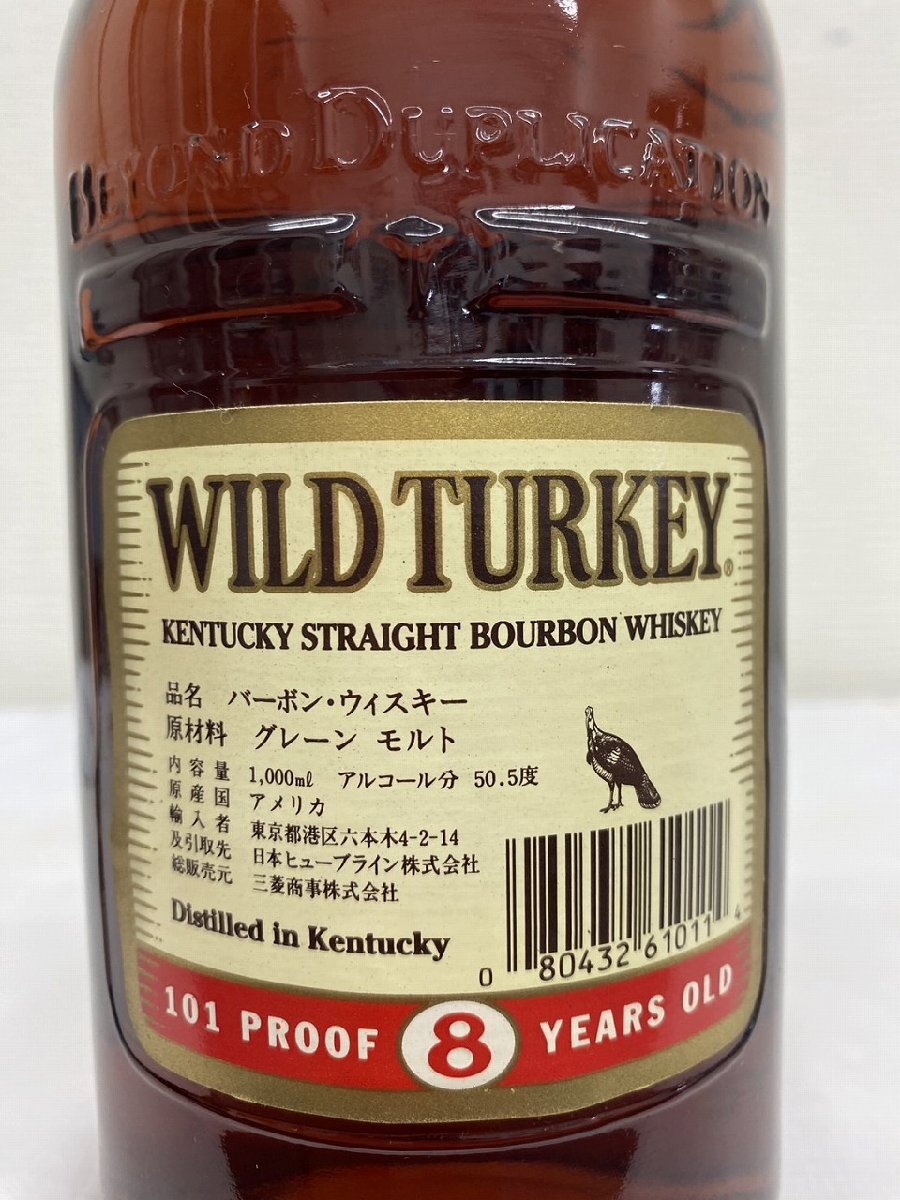 BEYOND DUPLICATION
WILD TURKEY®
KENTUCKY STRAIGHT BOURBON WHISKEY
品名 バーボン・ウィスキー
原材料 グレーン モルト
内容量 1,000㎖ アルコール分 50.5度
原産国 アメリカ
輸入者 東京都港区六本木4-2-14
及引取先 日本ヒューブライン株式会社
総販売元 三菱商事株式会社
Distilled in Kentucky
0 80432 61011 4
101 PROOF 8 YEARS OLD